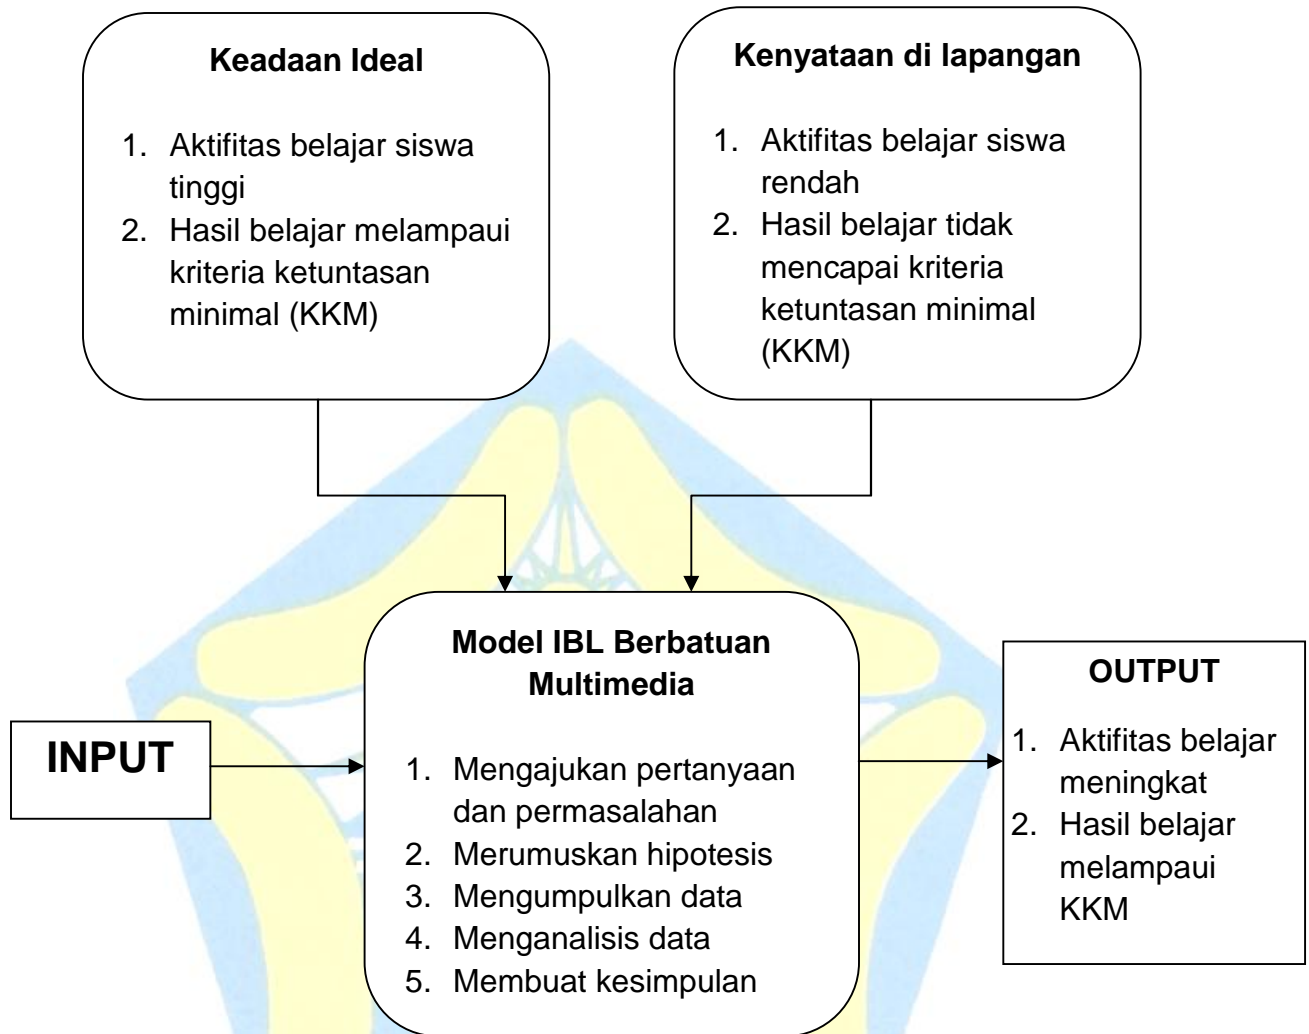 Keadaan Ideal
1. Aktifitas belajar siswa
tinggi
2. Hasil belajar melampaui
kriteria ketuntasan
minimal (KKM)
Kenyataan di lapangan
1. Aktifitas belajar siswa
rendah
2. Hasil belajar tidak
mencapai kriteria
ketuntasan minimal
(KKM)
INPUT
Model IBL Berbatuan
Multimedia
1. Mengajukan pertanyaan
dan permasalahan
2. Merumuskan hipotesis
3. Mengumpulkan data
4. Menganalisis data
5. Membuat kesimpulan
OUTPUT
1. Aktifitas belajar
meningkat
2. Hasil belajar
melampaui
KKM